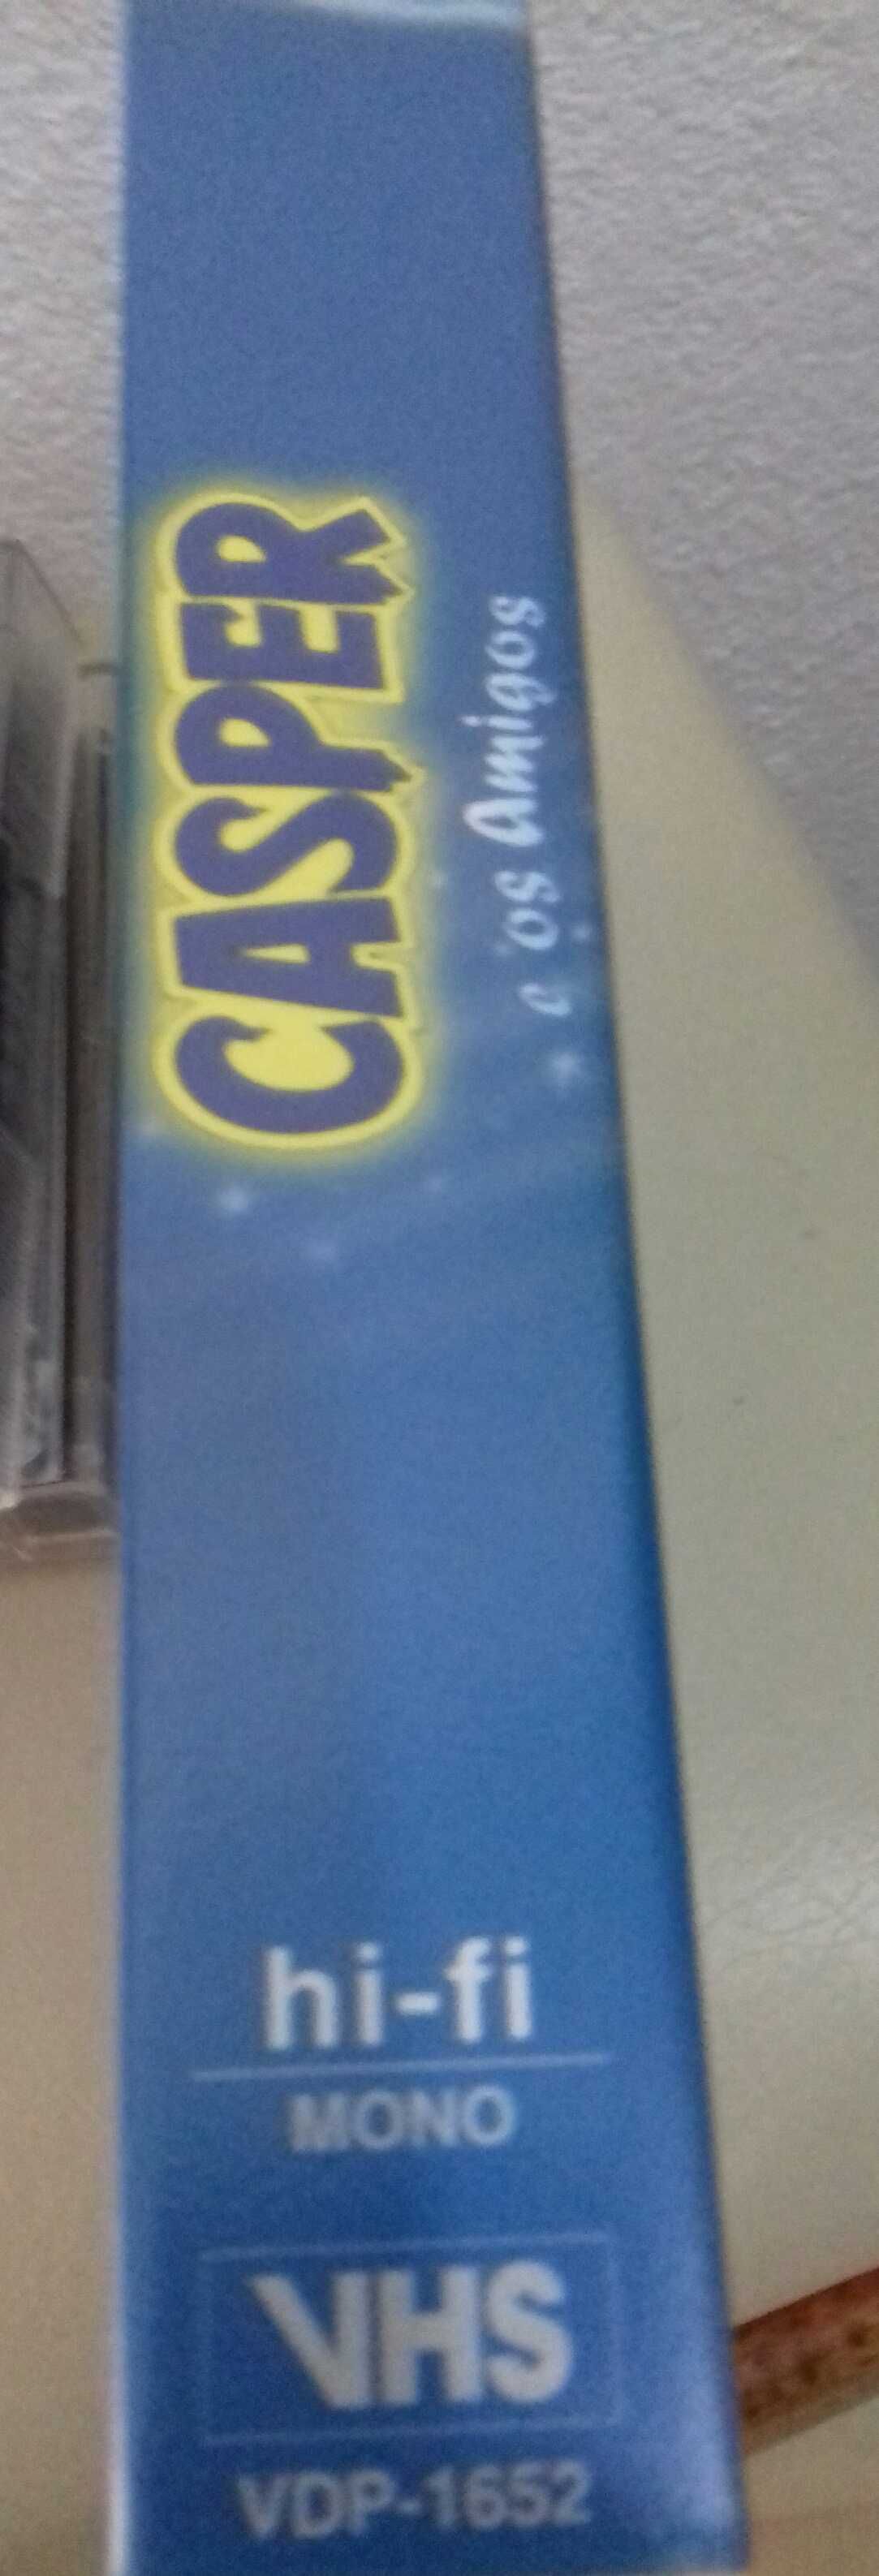 CASPER
e os Amigos
hi-fi
MONO
VHS
VDP-1652